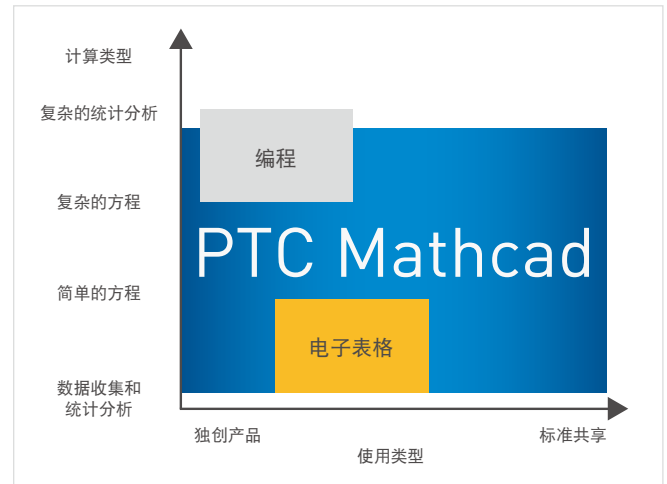 计算类型
复杂的统计分析
编程
复杂的方程
PTC Mathcad
简单的方程
电子表格
数据收集和
统计分析
独创产品
标准共享
使用类型